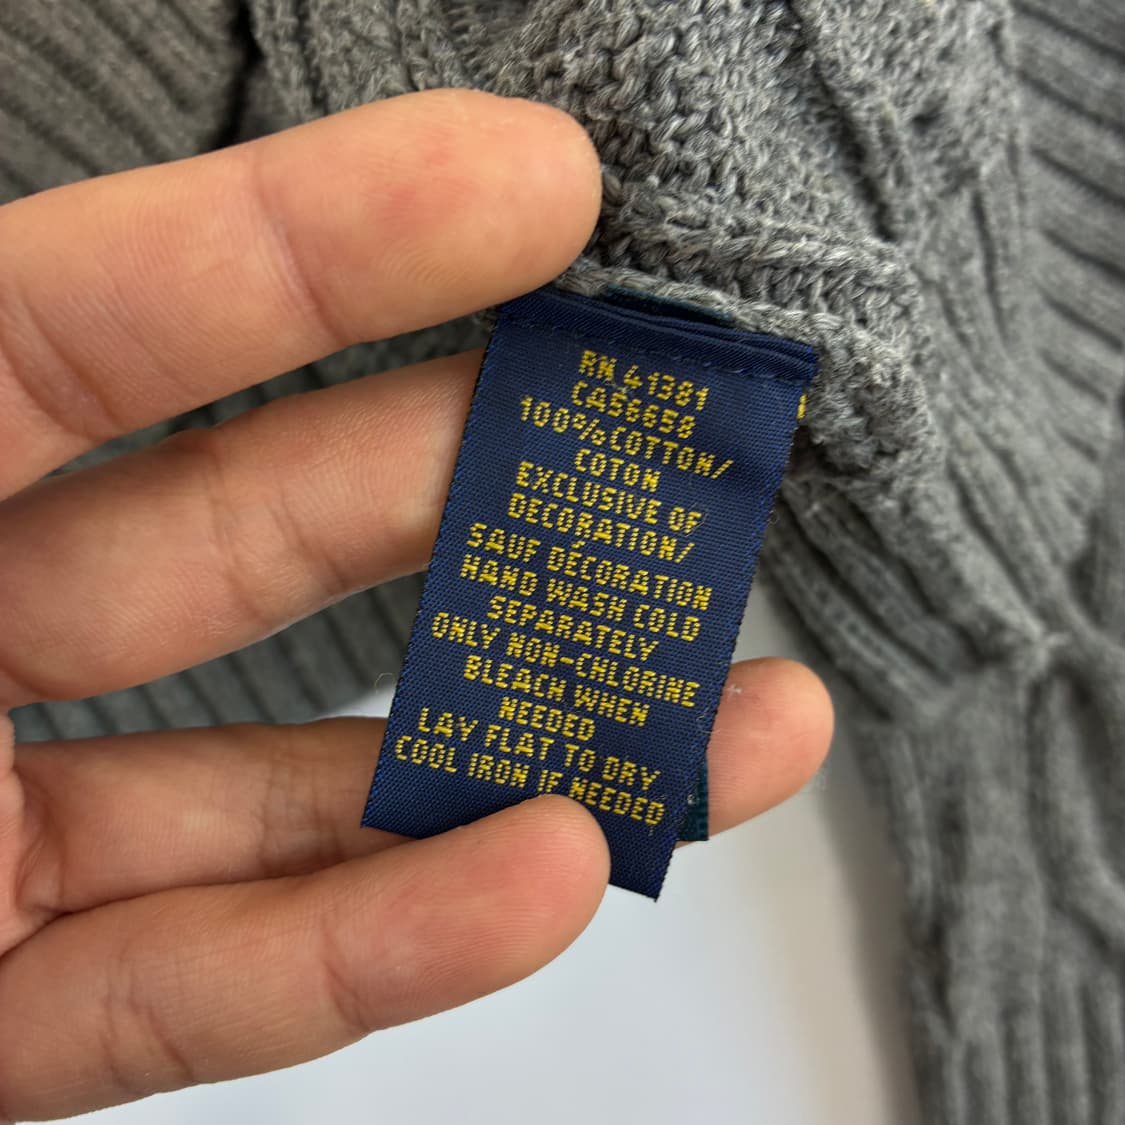 RN 41381
CA56658
100% COTTON/
COTON
EXCLUSIVE OF
DECORATION/
SAUF DÉCORATION
HAND WASH COLD
SEPARATELY
ONLY NON-CHLORINE
BLEACH WHEN
NEEDED
LAY FLAT TO DRY
COOL IRON IF NEEDED